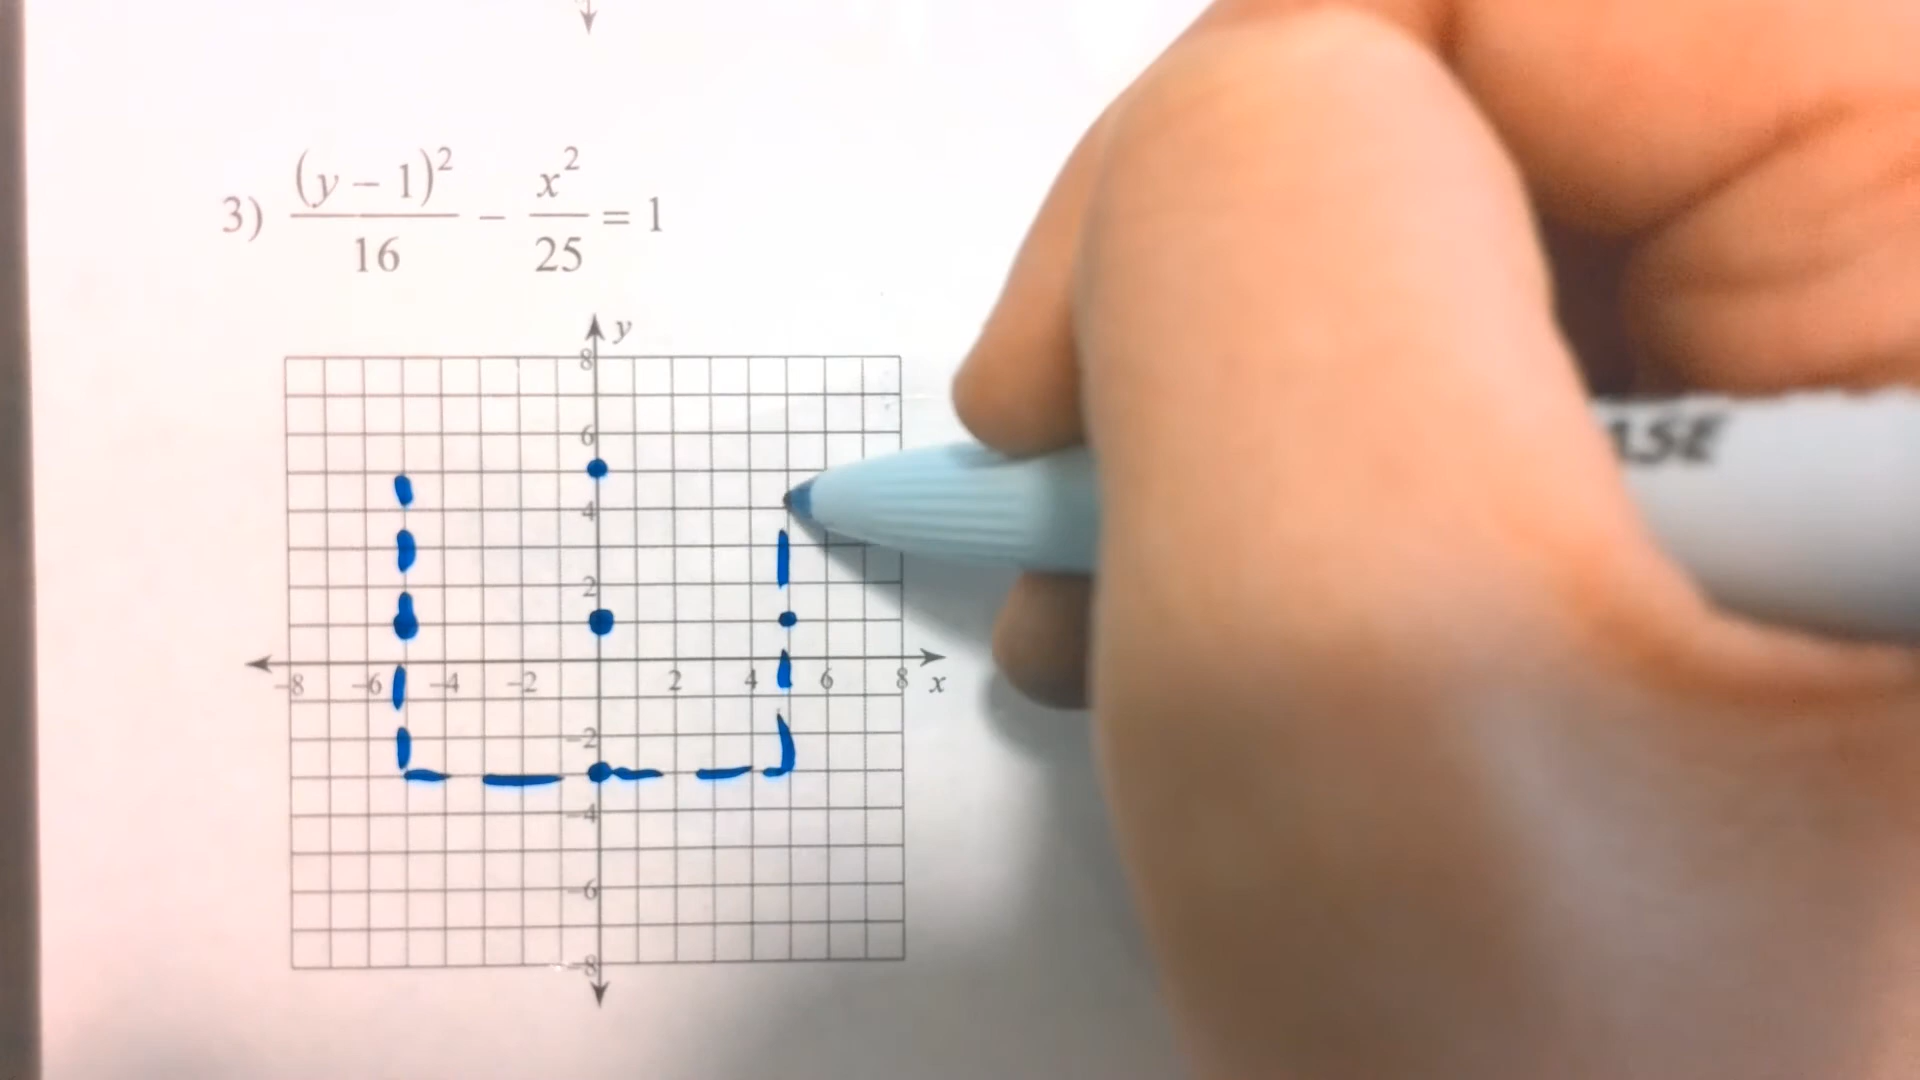 3) (y − 1)² / 16 − x² / 25 = 1
y
8
6
4
2
−8 −6 −4 −2 2 4 6 8 x
−2
−4
−6
−8